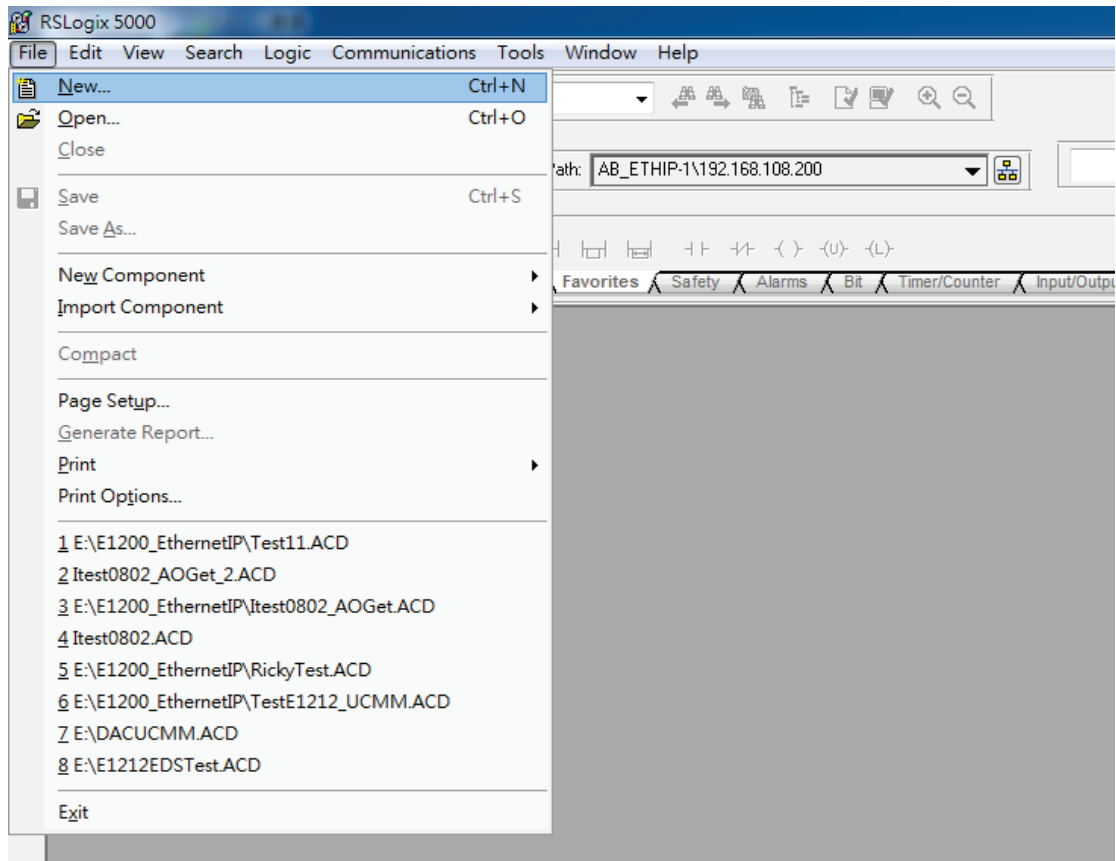 RSLogix 5000
File Edit View Search Logic Communications Tools Window Help
New... Ctrl+N
Open... Ctrl+O
Close
Path: AB_ETHIP-1\192.168.108.200
Save Ctrl+S
Save As...
New Component
Favorites Safety Alarms Bit Timer/Counter Input/Outpu
Import Component
Compact
Page Setup...
Generate Report...
Print
Print Options...
1 E:\E1200_EthernetIP\Test11.ACD
2 Itest0802_AOGet_2.ACD
3 E:\E1200_EthernetIP\Itest0802_AOGet.ACD
4 Itest0802.ACD
5 E:\E1200_EthernetIP\RickyTest.ACD
6 E:\E1200_EthernetIP\TestE1212_UCMM.ACD
7 E:\DACUCMM.ACD
8 E:\E1212EDSTest.ACD
Exit